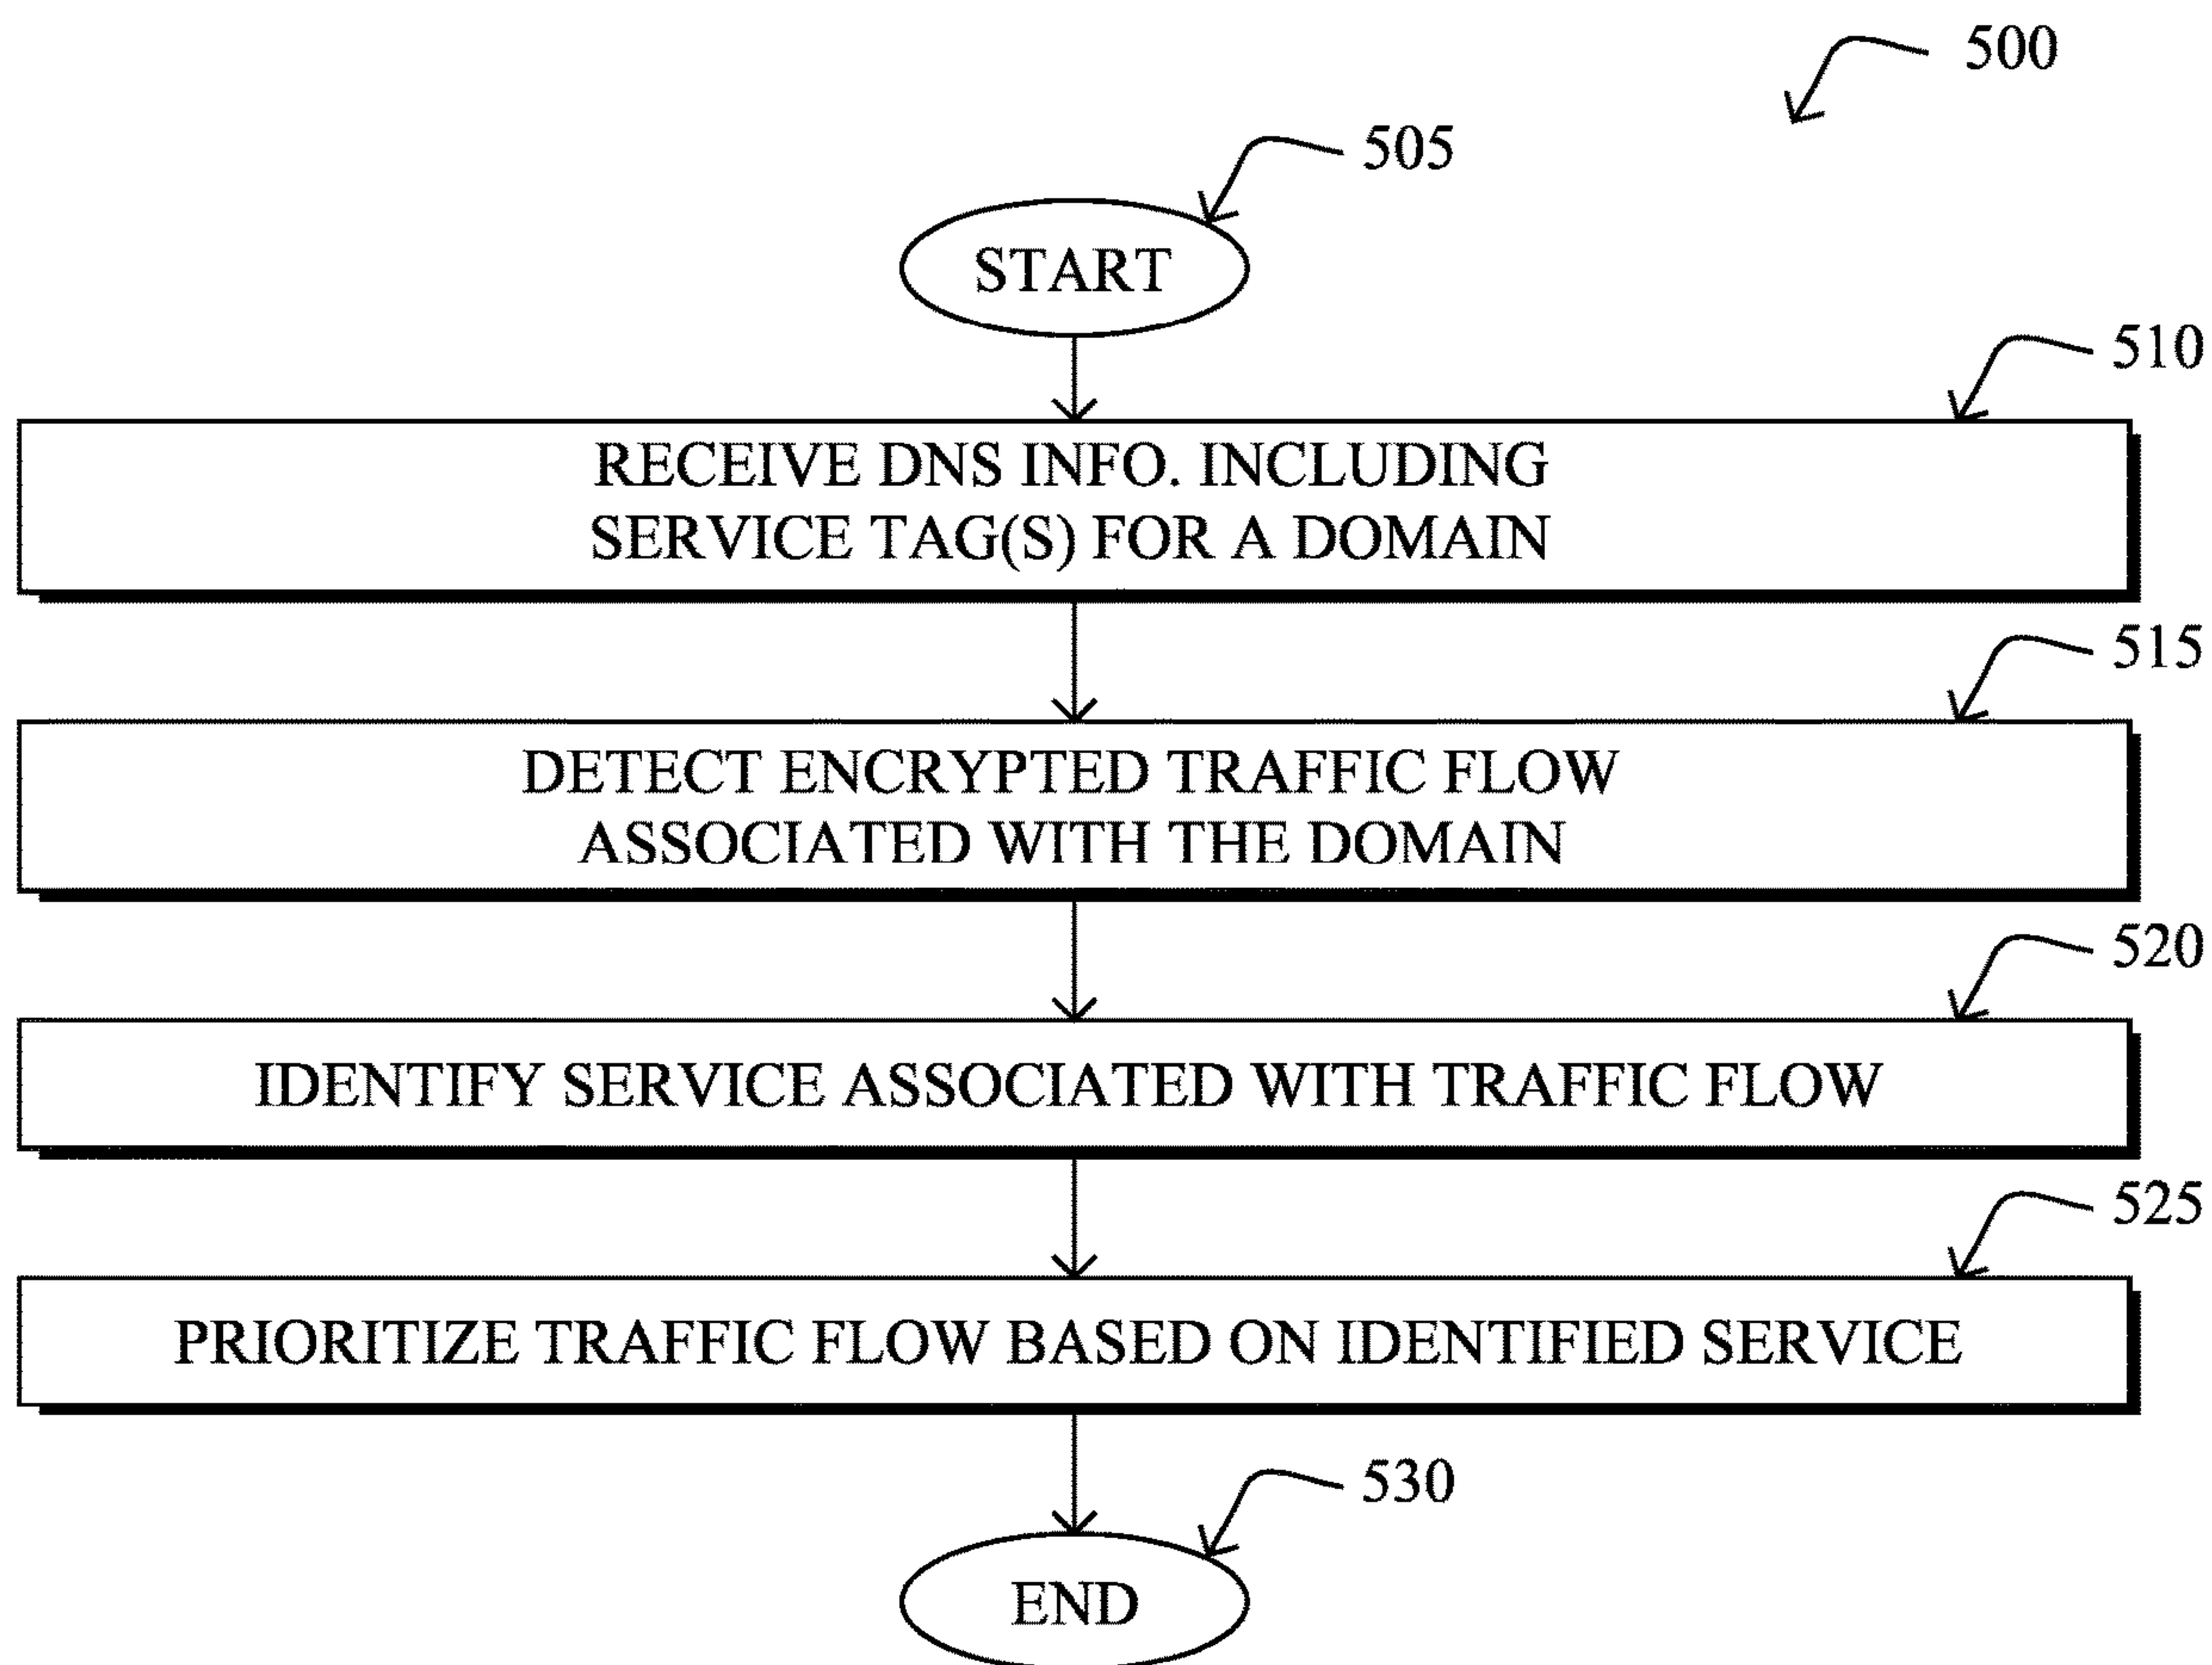 500
505
START
510
RECEIVE DNS INFO. INCLUDING
SERVICE TAG(S) FOR A DOMAIN
515
DETECT ENCRYPTED TRAFFIC FLOW
ASSOCIATED WITH THE DOMAIN
520
IDENTIFY SERVICE ASSOCIATED WITH TRAFFIC FLOW
525
PRIORITIZE TRAFFIC FLOW BASED ON IDENTIFIED SERVICE
530
END